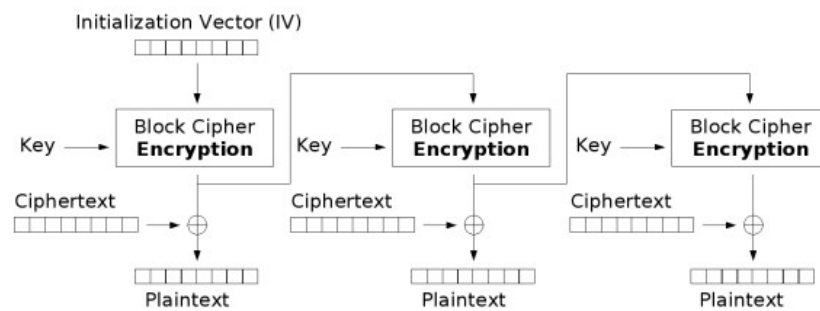 Initialization Vector (IV)
Key
Block Cipher
Encryption
Key
Block Cipher
Encryption
Key
Block Cipher
Encryption
Ciphertext
Ciphertext
Ciphertext
Plaintext
Plaintext
Plaintext